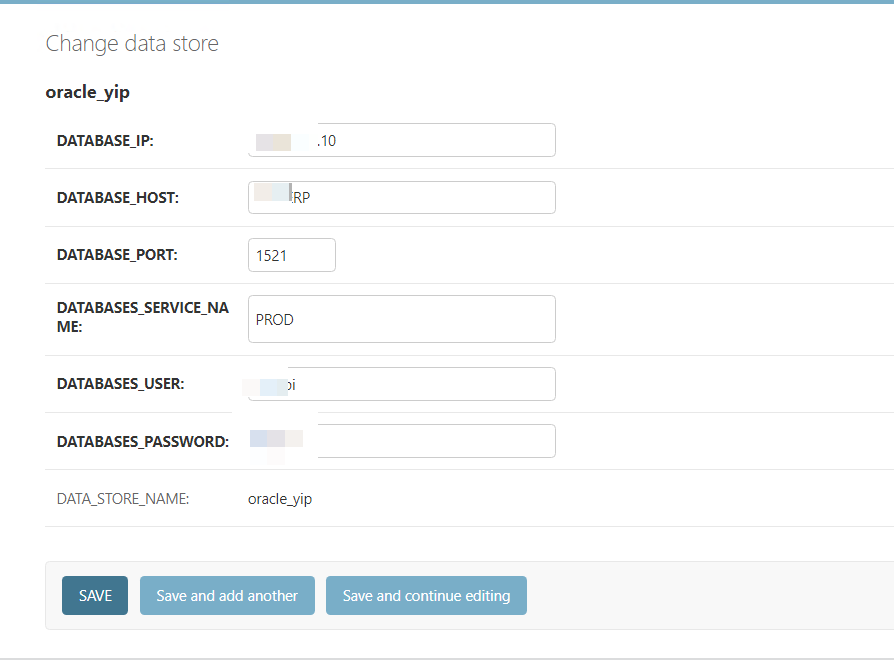 Change data store
oracle_yip
DATABASE_IP: .10
DATABASE_HOST: RP
DATABASE_PORT: 1521
DATABASES_SERVICE_NA
ME:
PROD
DATABASES_USER: pi
DATABASES_PASSWORD:
DATA_STORE_NAME: oracle_yip
SAVE Save and add another Save and continue editing